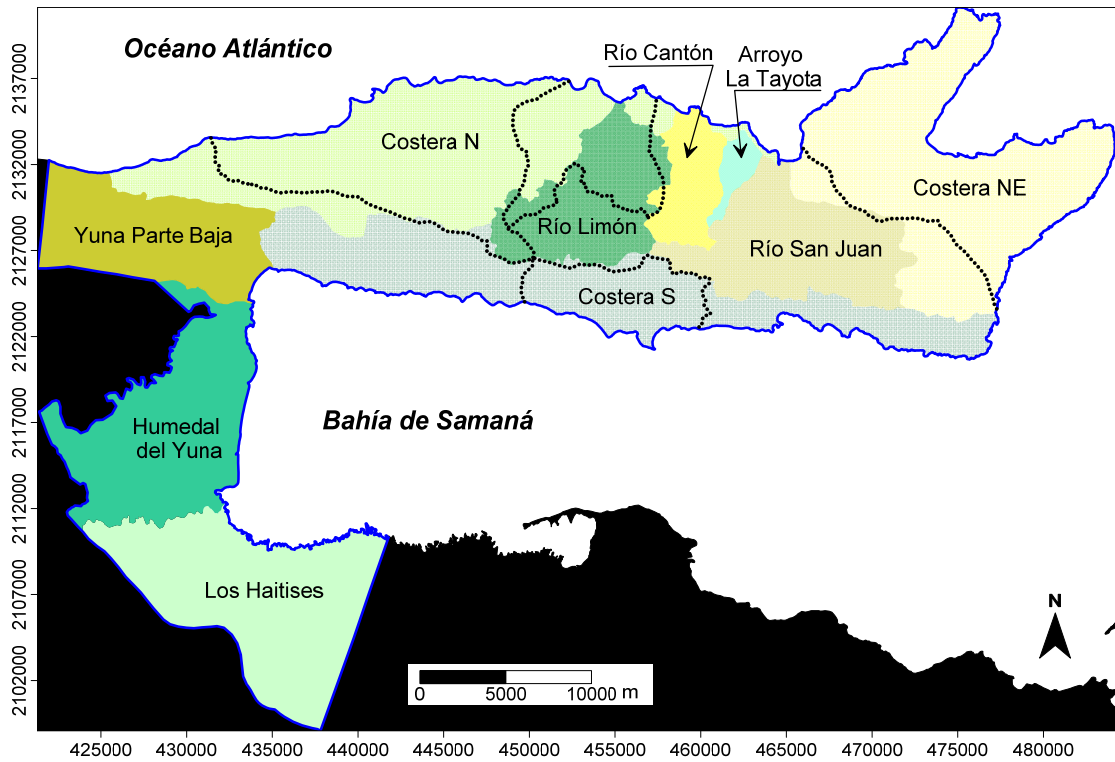 Océano Atlántico
Río Cantón
Arroyo
La Tayota
Costera N
Costera NE
Río Limón
Yuna Parte Baja
Río San Juan
Costera S
Bahía de Samaná
Humedal
del Yuna
Los Haitises
N
0 5000 10000 m
2137000
2132000
2127000
2122000
2117000
2112000
2107000
2102000
425000 430000 435000 440000 445000 450000 455000 460000 465000 470000 475000 480000